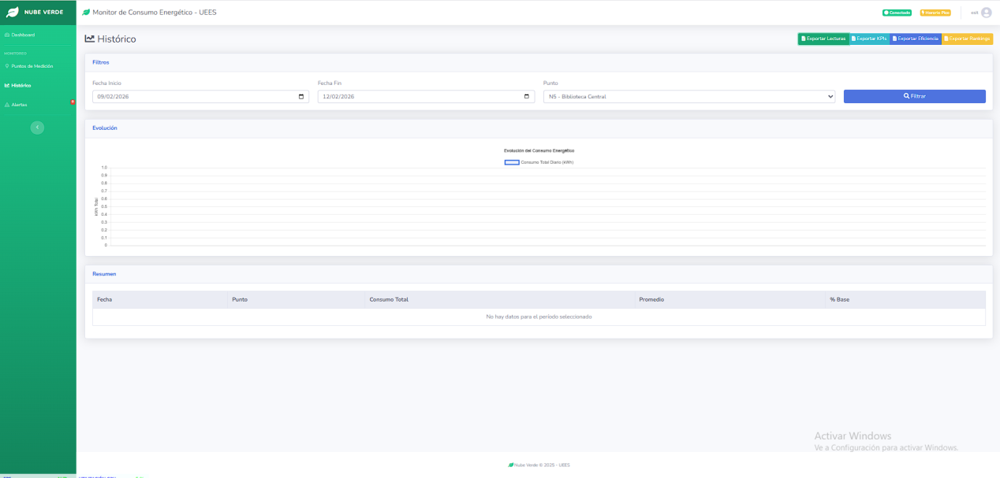 NUBE VERDE
Monitor de Consumo Energético - UEES
Conectado
Horario Pico
exit
Dashboard
MONITOREO
Puntos de Medición
Histórico
Alertas
Histórico
Exportar Lecturas
Exportar KPIs
Exportar Eficiencia
Exportar Rankings
Filtros
Fecha Inicio
Fecha Fin
Punto
09/02/2026
12/02/2026
N5 - Biblioteca Central
Filtrar
Evolución
Evolución del Consumo Energético
Consumo Total Diario (kWh)
kWh Total
1.0
0.9
0.8
0.7
0.6
0.5
0.4
0.3
0.2
0.1
0
Resumen
Fecha Punto Consumo Total Promedio % Base
No hay datos para el período seleccionado
Activar Windows
Ve a Configuración para activar Windows.
Nube Verde © 2025 - UEES